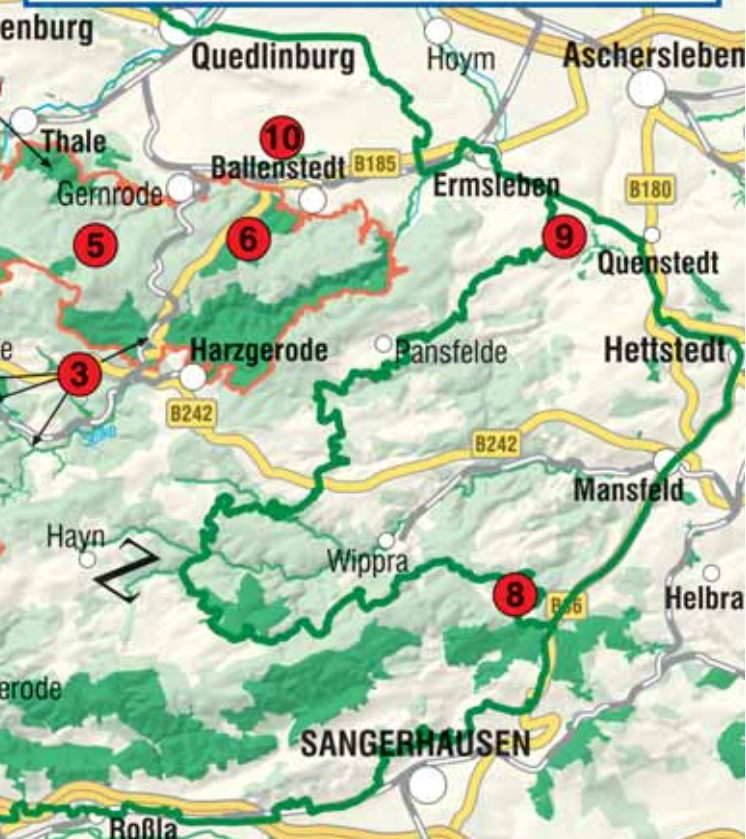 enburg
Quedlinburg
Hoym
Aschersleben
10
Thale
Ballenstedt
B185
Gernrode
Ermsleben
B180
5
6
9
Quenstedt
e
3
Harzgerode
Pansfelde
Hettstedt
B242
B242
Mansfeld
Hayn
Wippra
8
B86
Helbra
erode
SANGERHAUSEN
Roßla